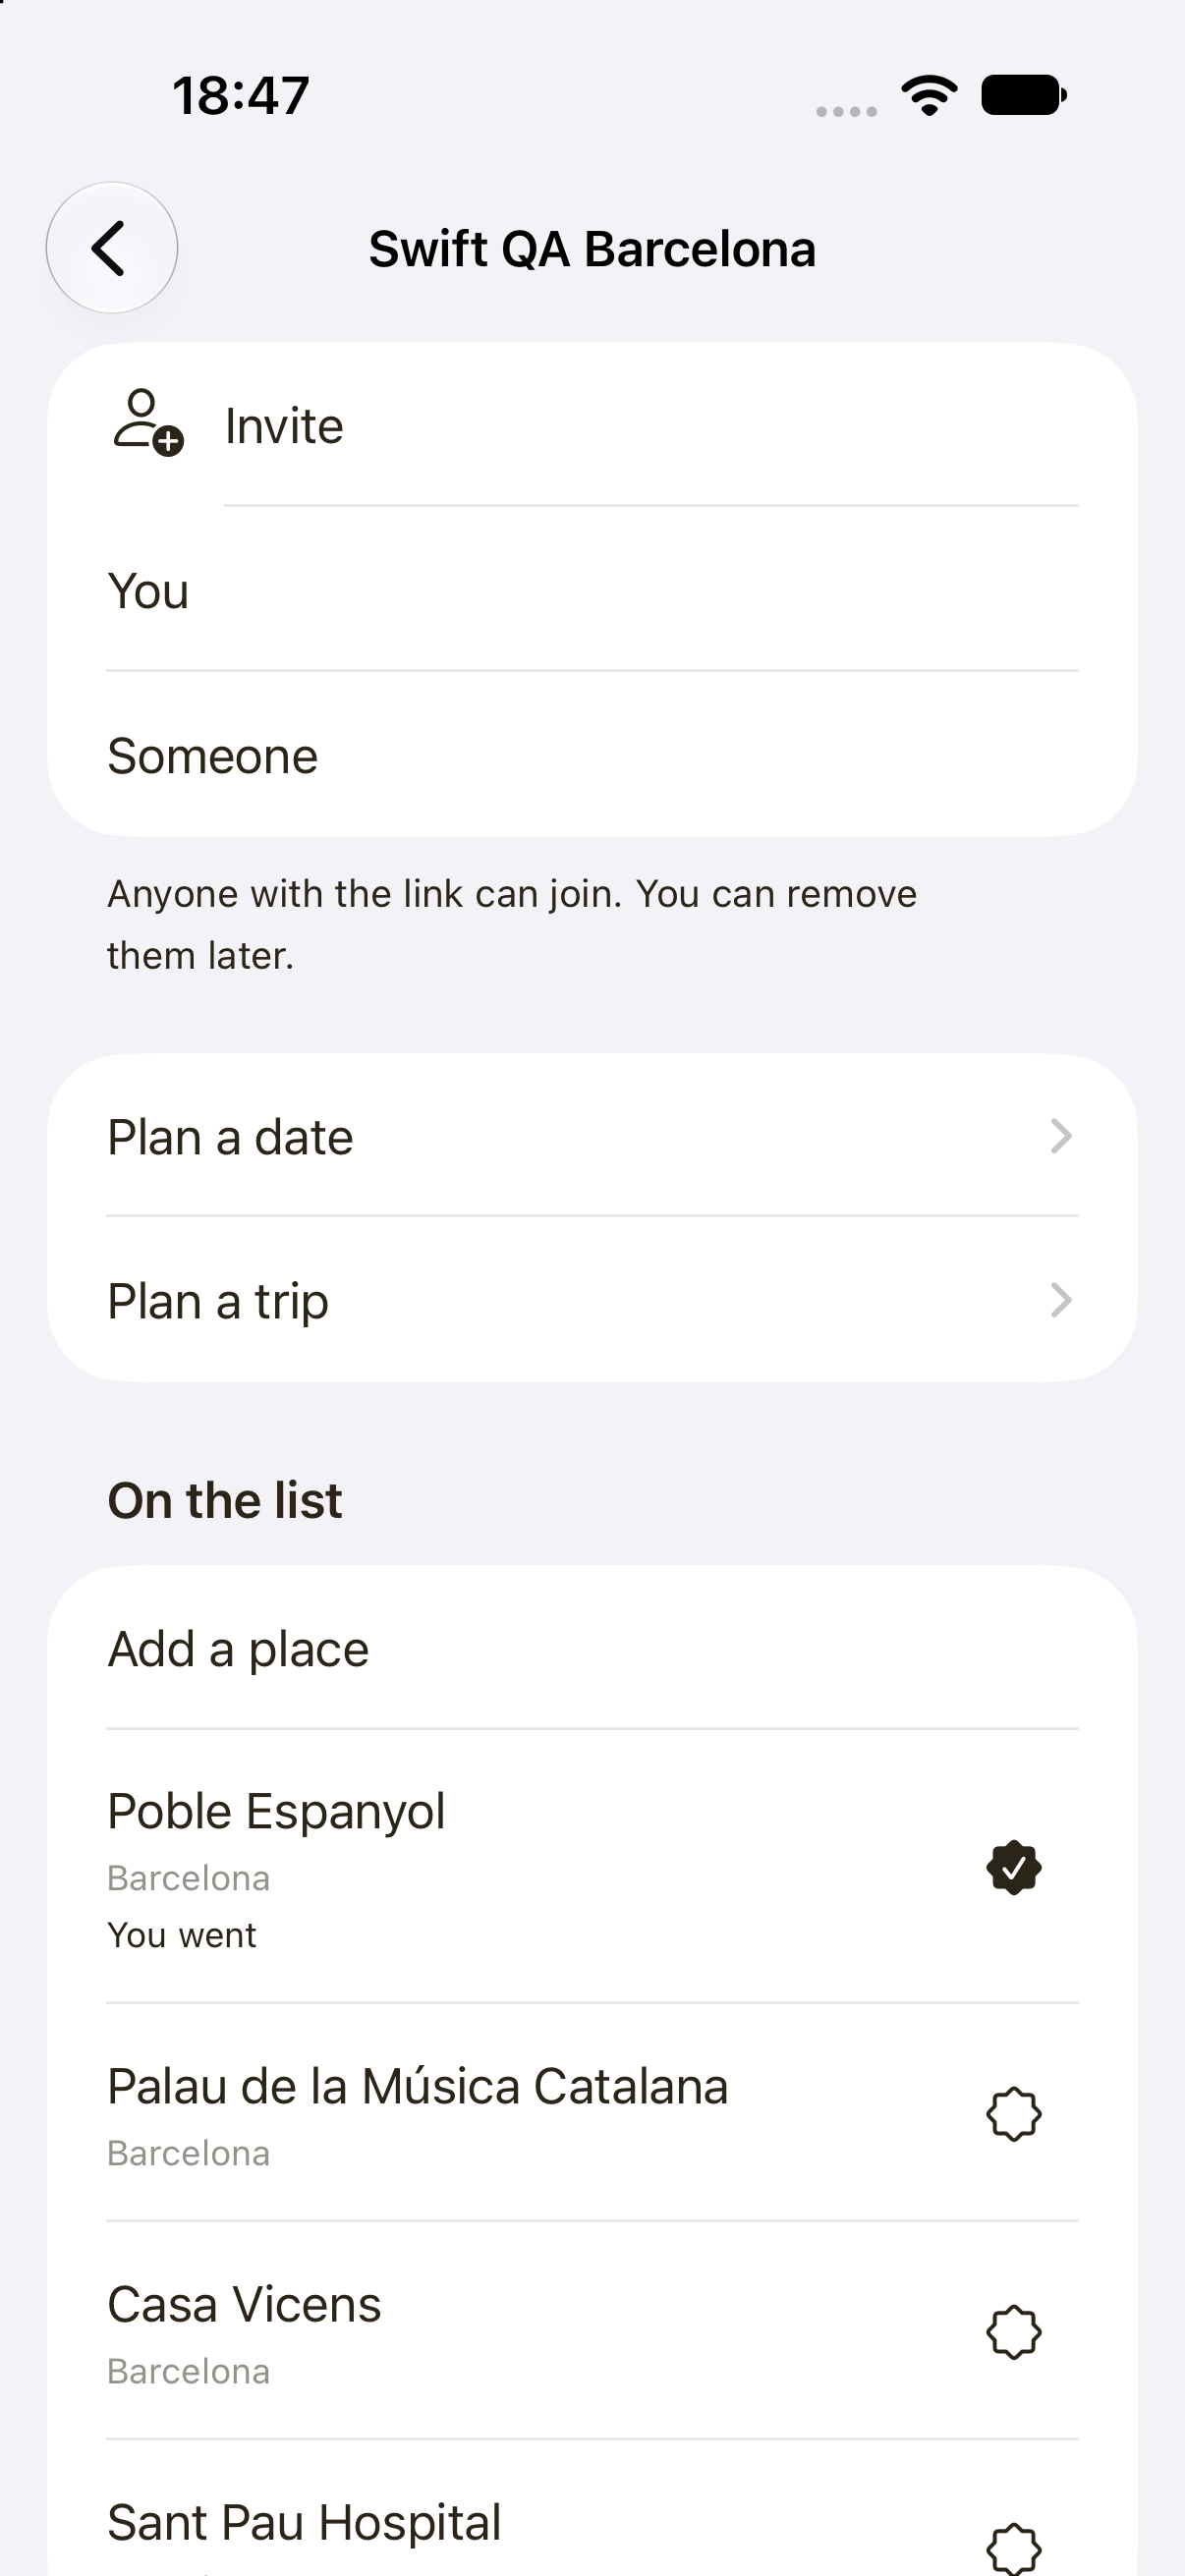 18:47
Swift QA Barcelona
Invite
You
Someone
Anyone with the link can join. You can remove
them later.
Plan a date
Plan a trip
On the list
Add a place
Poble Espanyol
Barcelona
You went
Palau de la Música Catalana
Barcelona
Casa Vicens
Barcelona
Sant Pau Hospital